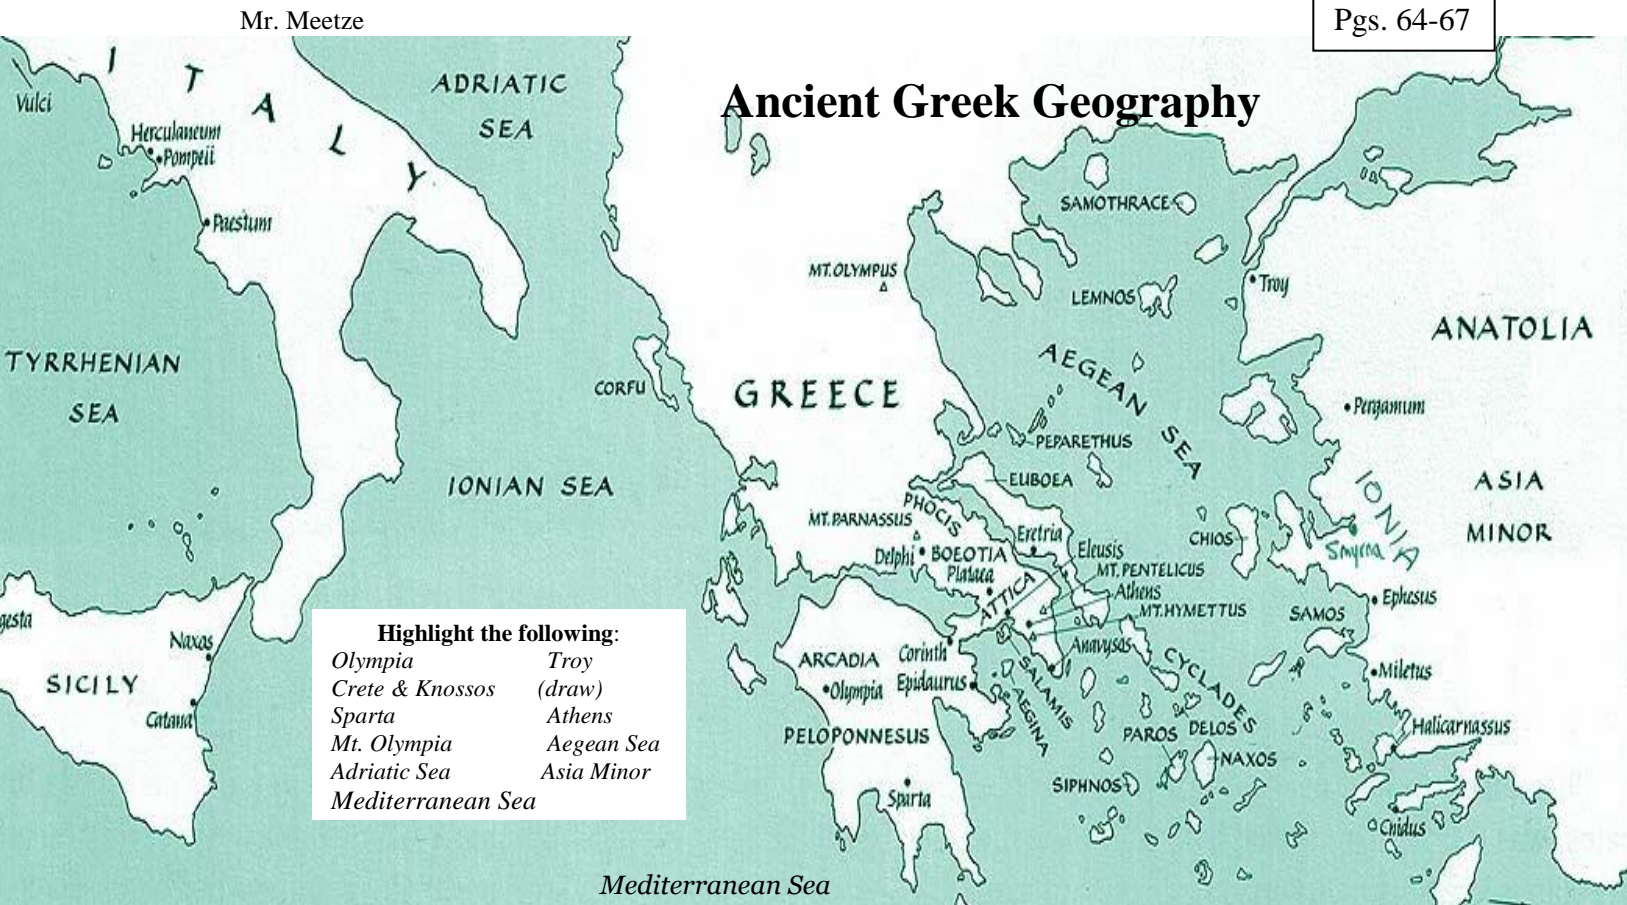 Mr. Meetze
Pgs. 64-67
Ancient Greek Geography
ITALY
Vulci
Herculaneum
Pompeii
Paestum
ADRIATIC
SEA
TYRRHENIAN
SEA
IONIAN SEA
CORFU
gesta
Naxos
SICILY
Catana
Highlight the following:
Olympia Troy
Crete & Knossos (draw)
Sparta Athens
Mt. Olympia Aegean Sea
Adriatic Sea Asia Minor
Mediterranean Sea
Mediterranean Sea
MT. OLYMPUS
GREECE
SAMOTHRACE
LEMNOS
Troy
ANATOLIA
AEGEAN SEA
Pergamum
PEPARETHUS
EUBOEA
ASIA
MINOR
IONIA
Smyrna
PHOCIS
MT. PARNASSUS
Delphi
BOEOTIA
Plataea
Eretria
Eleusis
MT. PENTELICUS
Athens
MT. HYMETTUS
ATTICA
Anavysos
CHIOS
SAMOS
Ephesus
Miletus
Halicarnassus
Cnidus
ARCADIA
Corinth
Olympia
Epidaurus
SALAMIS
AEGINA
PELOPONNESUS
Sparta
CYCLADES
PAROS
DELOS
NAXOS
SIPHNOS